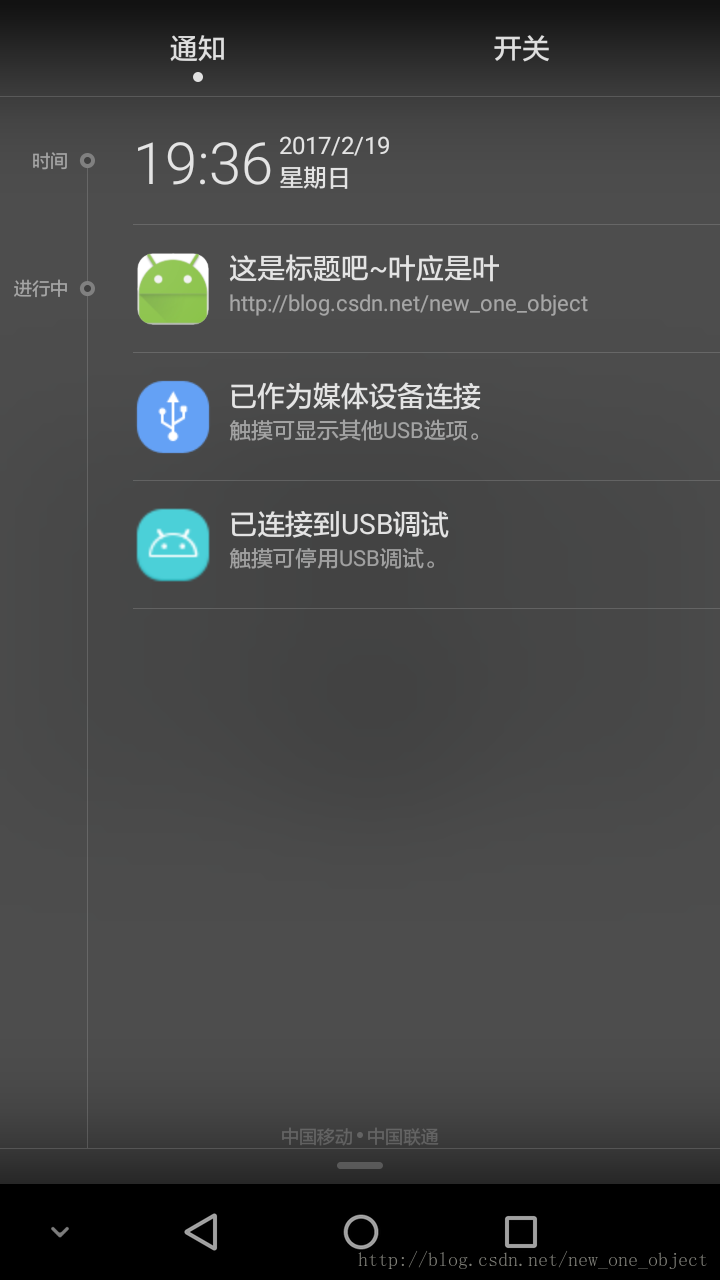 通知
开关
时间
19:36
2017/2/19
星期日
进行中
这是标题吧~叶应是叶
http://blog.csdn.net/new_one_object
已作为媒体设备连接
触摸可显示其他USB选项。
已连接到USB调试
触摸可停用USB调试。
中国移动•中国联通
http://blog.csdn.net/new_one_object